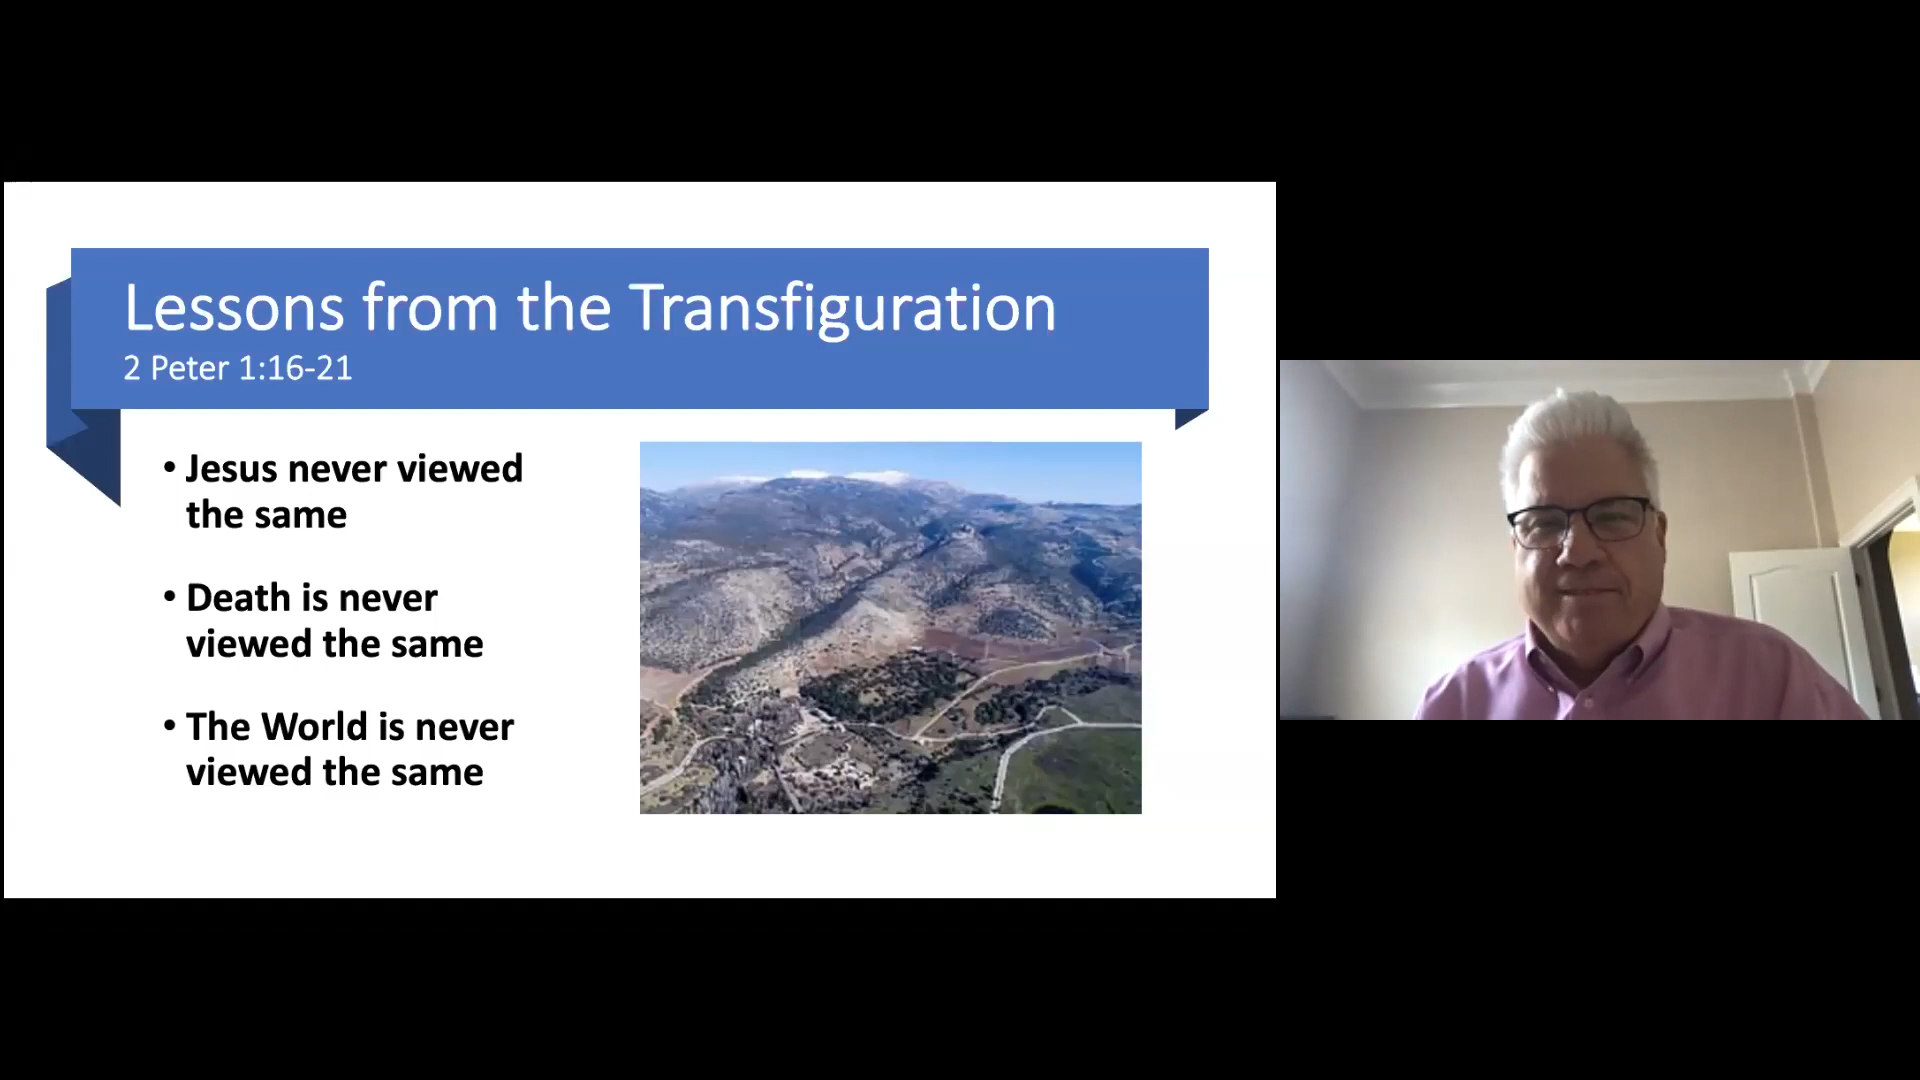 Lessons from the Transfiguration
2 Peter 1:16-21
• Jesus never viewed
the same
• Death is never
viewed the same
• The World is never
viewed the same